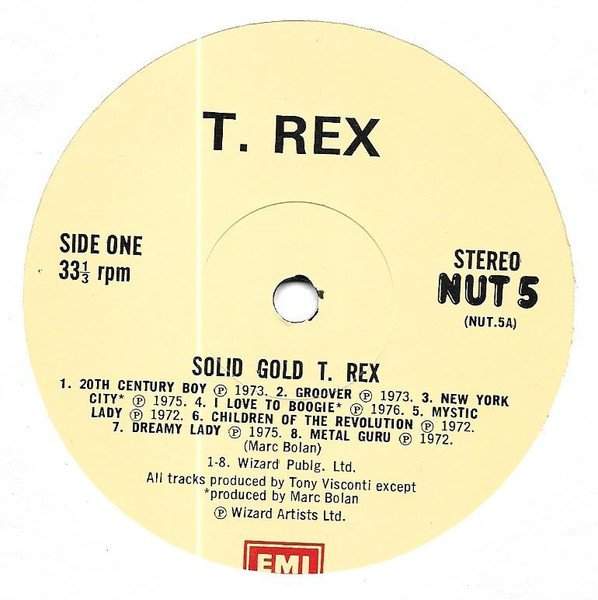 T. REX
SIDE ONE
33⅓ rpm
STEREO
NUT 5
(NUT.5A)
SOLID GOLD T. REX
1. 20TH CENTURY BOY ℗ 1973. 2. GROOVER ℗ 1973. 3. NEW YORK
CITY* ℗ 1975. 4. I LOVE TO BOOGIE* ℗ 1976. 5. MYSTIC
LADY ℗ 1972. 6. CHILDREN OF THE REVOLUTION ℗ 1972.
7. DREAMY LADY ℗ 1975. 8. METAL GURU ℗ 1972.
(Marc Bolan)
1-8. Wizard Publg. Ltd.
All tracks produced by Tony Visconti except
*produced by Marc Bolan
℗ Wizard Artists Ltd.
EMI